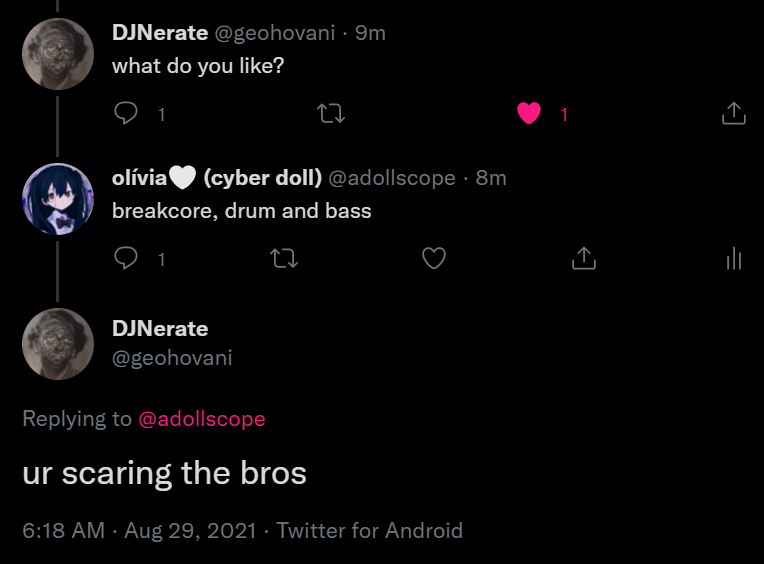 DJNerate @geohovani · 9m
what do you like?
1 1
olívia🤍 (cyber doll) @adollscope · 8m
breakcore, drum and bass
1
DJNerate
@geohovani
Replying to @adollscope
ur scaring the bros
6:18 AM · Aug 29, 2021 · Twitter for Android